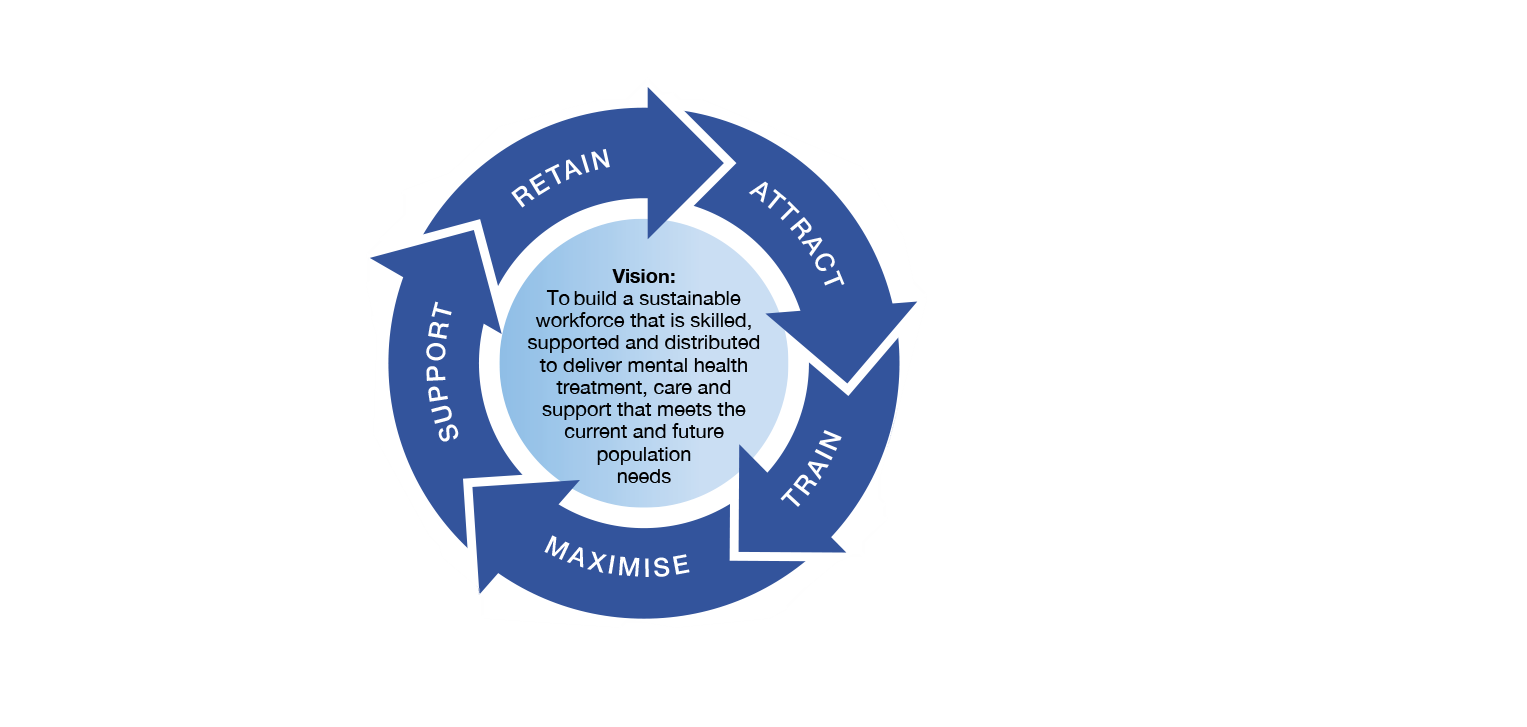 RETAIN
ATTRACT
TRAIN
MAXIMISE
SUPPORT
Vision:
To build a sustainable
workforce that is skilled,
supported and distributed
to deliver mental health
treatment, care and
support that meets the
current and future
population
needs